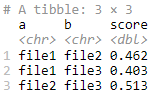 # A tibble: 3 × 3
a b score
<chr> <chr> <dbl>
1 file1 file2 0.462
2 file1 file3 0.403
3 file2 file3 0.513